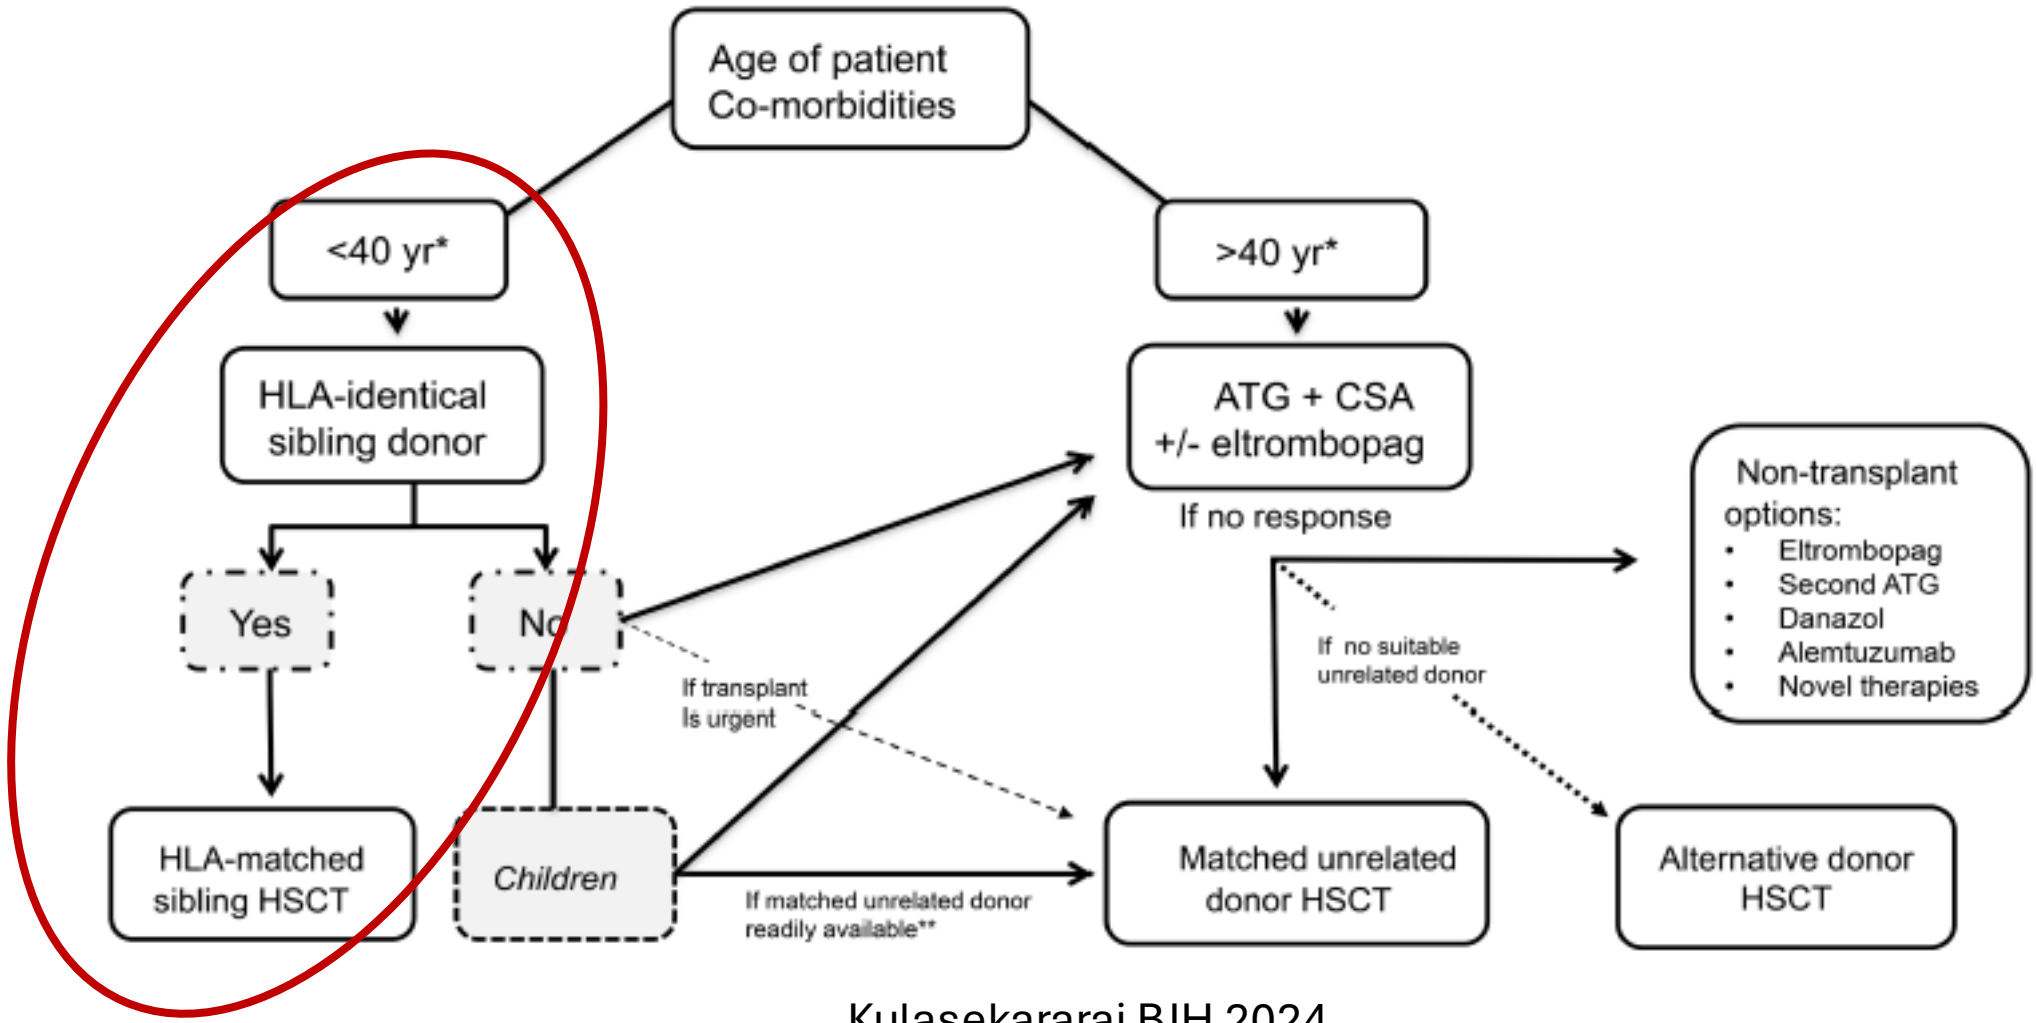 Age of patient
Co-morbidities
<40 yr*
>40 yr*
HLA-identical
sibling donor
ATG + CSA
+/- eltrombopag
If no response
Non-transplant
options:
• Eltrombopag
• Second ATG
• Danazol
• Alemtuzumab
• Novel therapies
Yes
No
If transplant
Is urgent
If no suitable
unrelated donor
HLA-matched
sibling HSCT
Children
If matched unrelated donor
readily available**
Matched unrelated
donor HSCT
Alternative donor
HSCT
Kulasekararaj BJH 2024